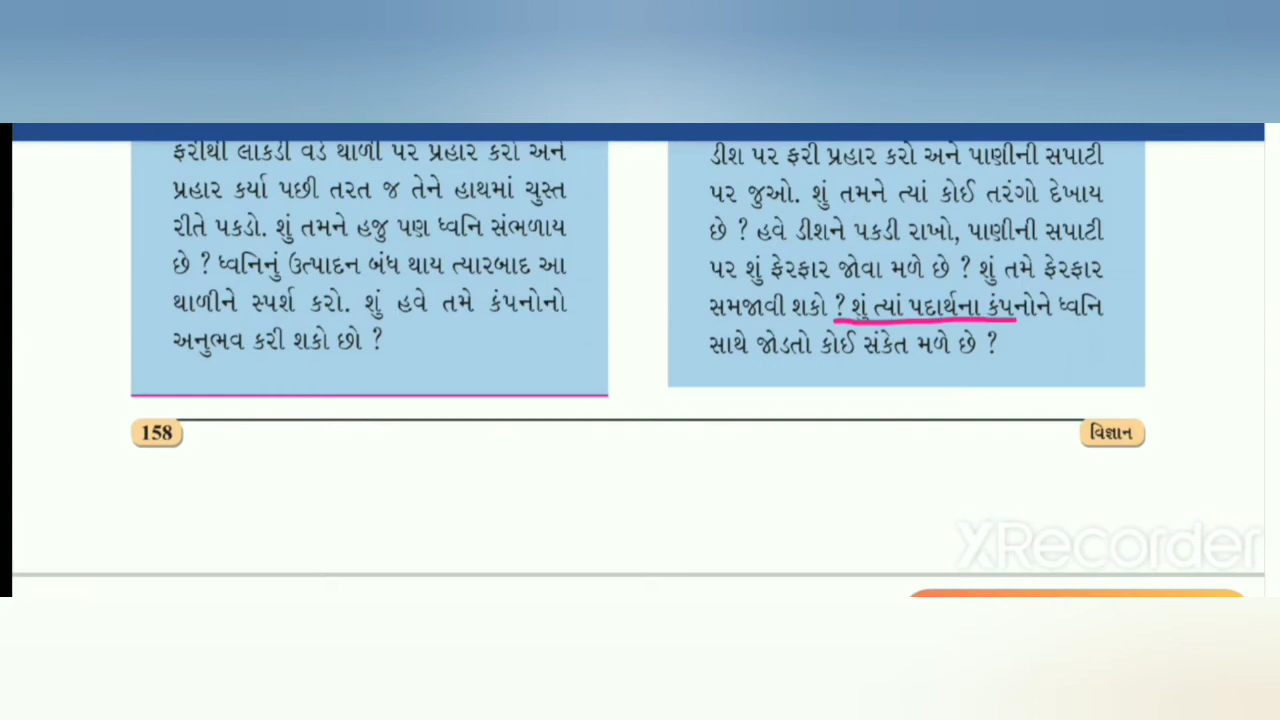 ફરીથી લાકડી વડે થાળી પર પ્રહાર કરો અને
પ્રહાર કર્યા પછી તરત જ તેને હાથમાં ચુસ્ત
રીતે પકડો. શું તમને હજુ પણ ધ્વનિ સંભળાય
છે ? ધ્વનિનું ઉત્પાદન બંધ થાય ત્યારબાદ આ
થાળીને સ્પર્શ કરો. શું હવે તમે કંપનોનો
અનુભવ કરી શકો છો ?
ડીશ પર ફરી પ્રહાર કરો અને પાણીની સપાટી
પર જુઓ. શું તમને ત્યાં કોઈ તરંગો દેખાય
છે ? હવે ડીશને પકડી રાખો, પાણીની સપાટી
પર શું ફેરફાર જોવા મળે છે ? શું તમે ફેરફાર
સમજાવી શકો ? શું ત્યાં પદાર્થના કંપનોને ધ્વનિ
સાથે જોડતો કોઈ સંકેત મળે છે ?
158
વિજ્ઞાન
XRecorder